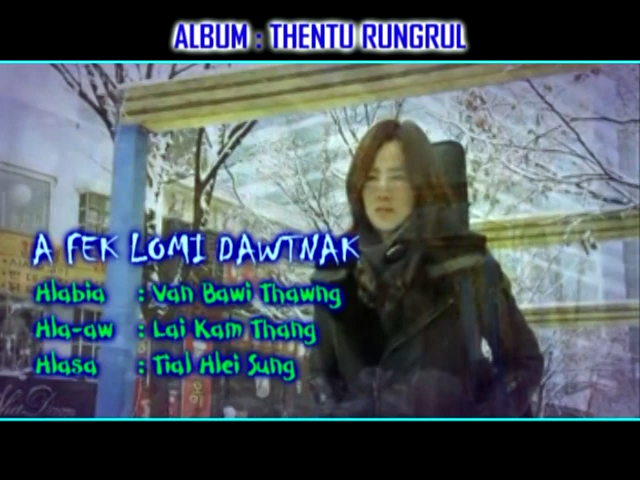 ALBUM : THENTU RUNGRUL
A FEK LOMI DAWTNAK
Hlabia : Van Bawi Thawng
Hla-aw : Lai Kam Thang
Hlasa : Tial Hlei Sung